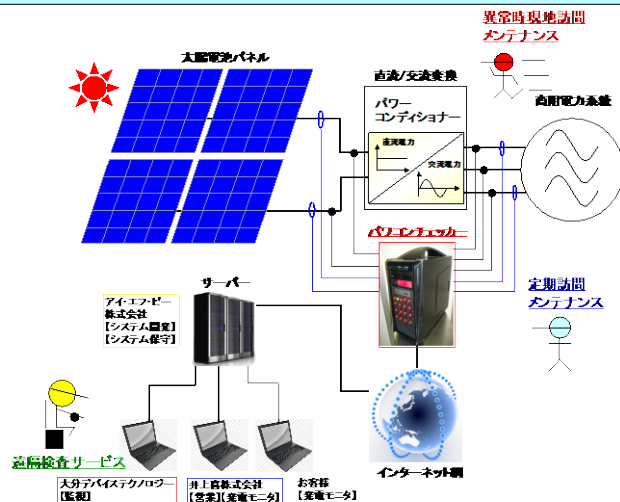 異常時現地訪問
メンテナンス
太陽電池パネル
直流/交流変換
商用電力系統
パワー
コンディショナー
直流電力
交流電力
パワコンチェッカー
サーバー
アイ・エフ・ピー
株式会社
【システム開発】
【システム保守】
定期訪問
メンテナンス
遠隔検査サービス
インターネット網
大分デバイステクノロジー
【監視】
井上喜株式会社
【営業】【発電モニタ】
お客様
【発電モニタ】